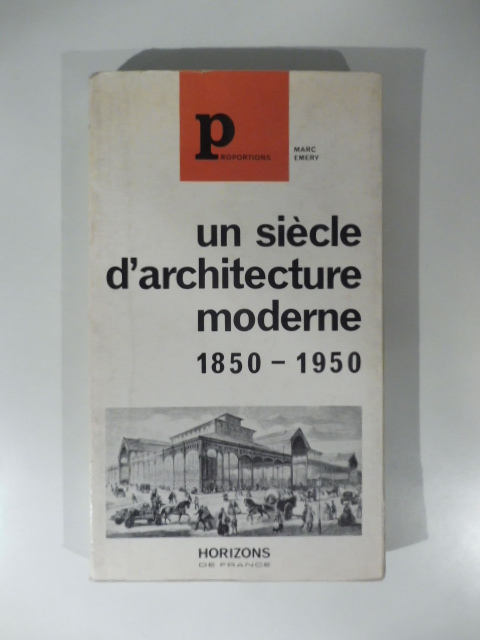 PROPORTIONS
MARC
EMERY
un siècle
d'architecture
moderne
1850 – 1950
HORIZONS
DE FRANCE